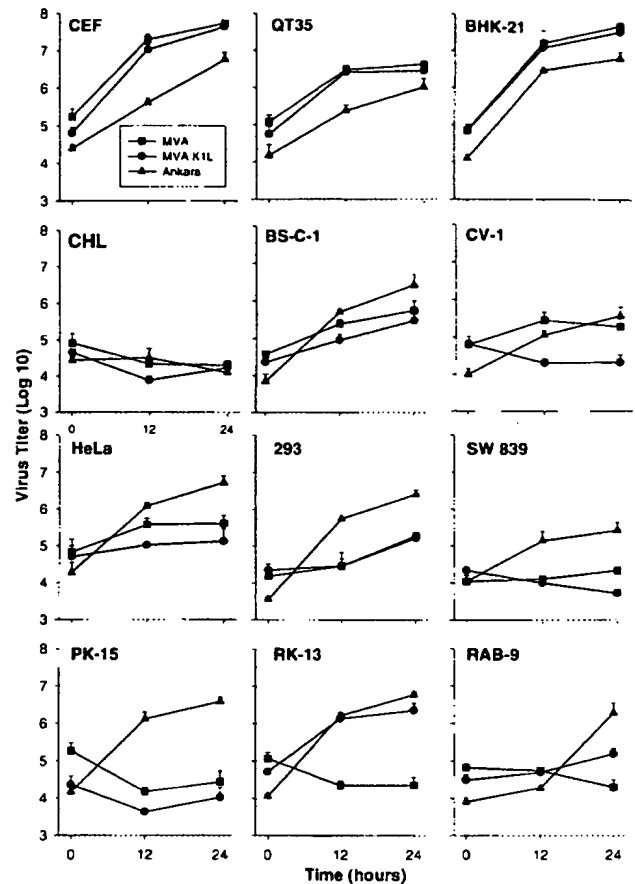 CEF
QT35
BHK-21
8
7
6
5
4
3
MVA
MVA K1L
Ankara
CHL
BS-C-1
CV-1
8
7
6
5
4
3
0 12 24
HeLa
293
SW 839
8
7
6
5
4
3
PK-15
RK-13
RAB-9
8
7
6
5
4
3
0 12 24
0 12 24
0 12 24
Virus Titer (Log 10)
Time (hours)